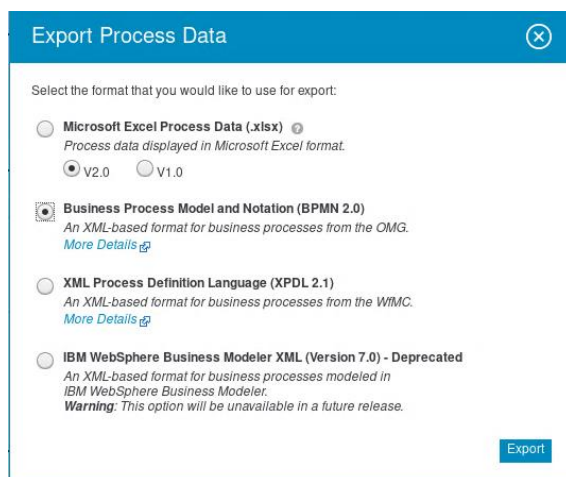 Export Process Data
Select the format that you would like to use for export:
Microsoft Excel Process Data (.xlsx)
Process data displayed in Microsoft Excel format.
V2.0 V1.0
Business Process Model and Notation (BPMN 2.0)
An XML-based format for business processes from the OMG.
More Details
XML Process Definition Language (XPDL 2.1)
An XML-based format for business processes from the WfMC.
More Details
IBM WebSphere Business Modeler XML (Version 7.0) - Deprecated
An XML-based format for business processes modeled in
IBM WebSphere Business Modeler.
Warning: This option will be unavailable in a future release.
Export